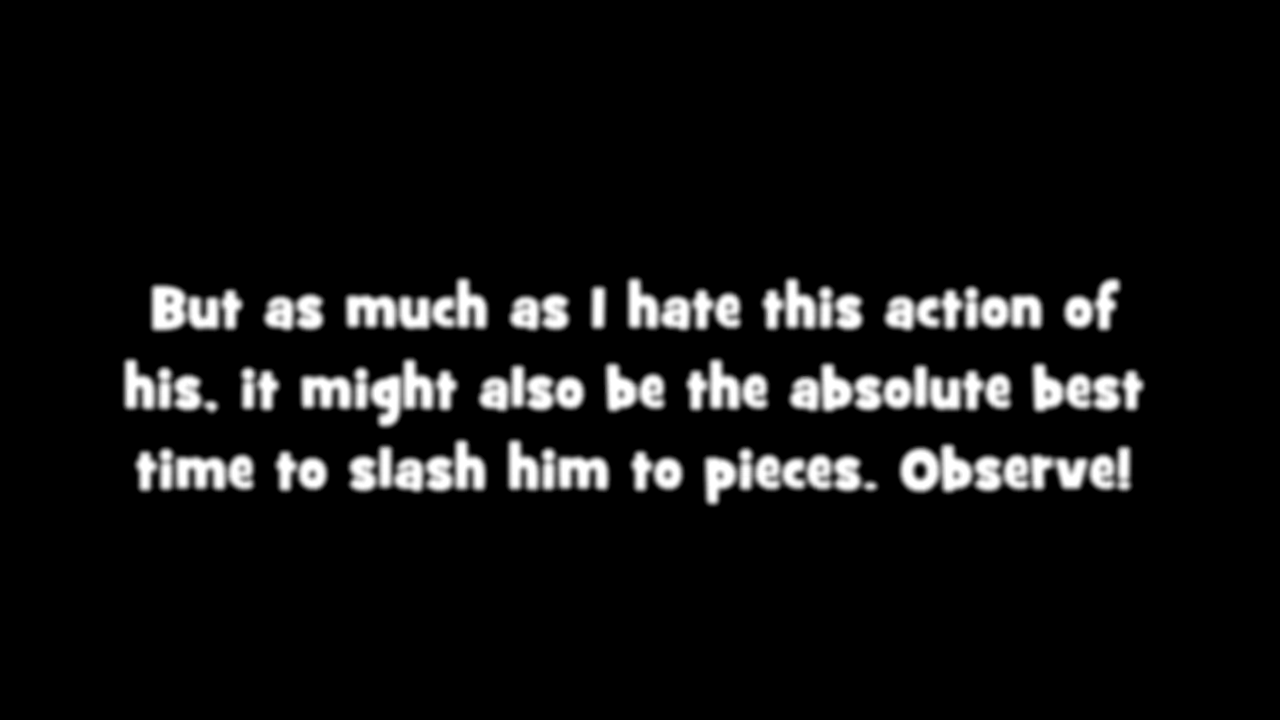 But as much as I hate this action of
his, it might also be the absolute best
time to slash him to pieces. Observe!